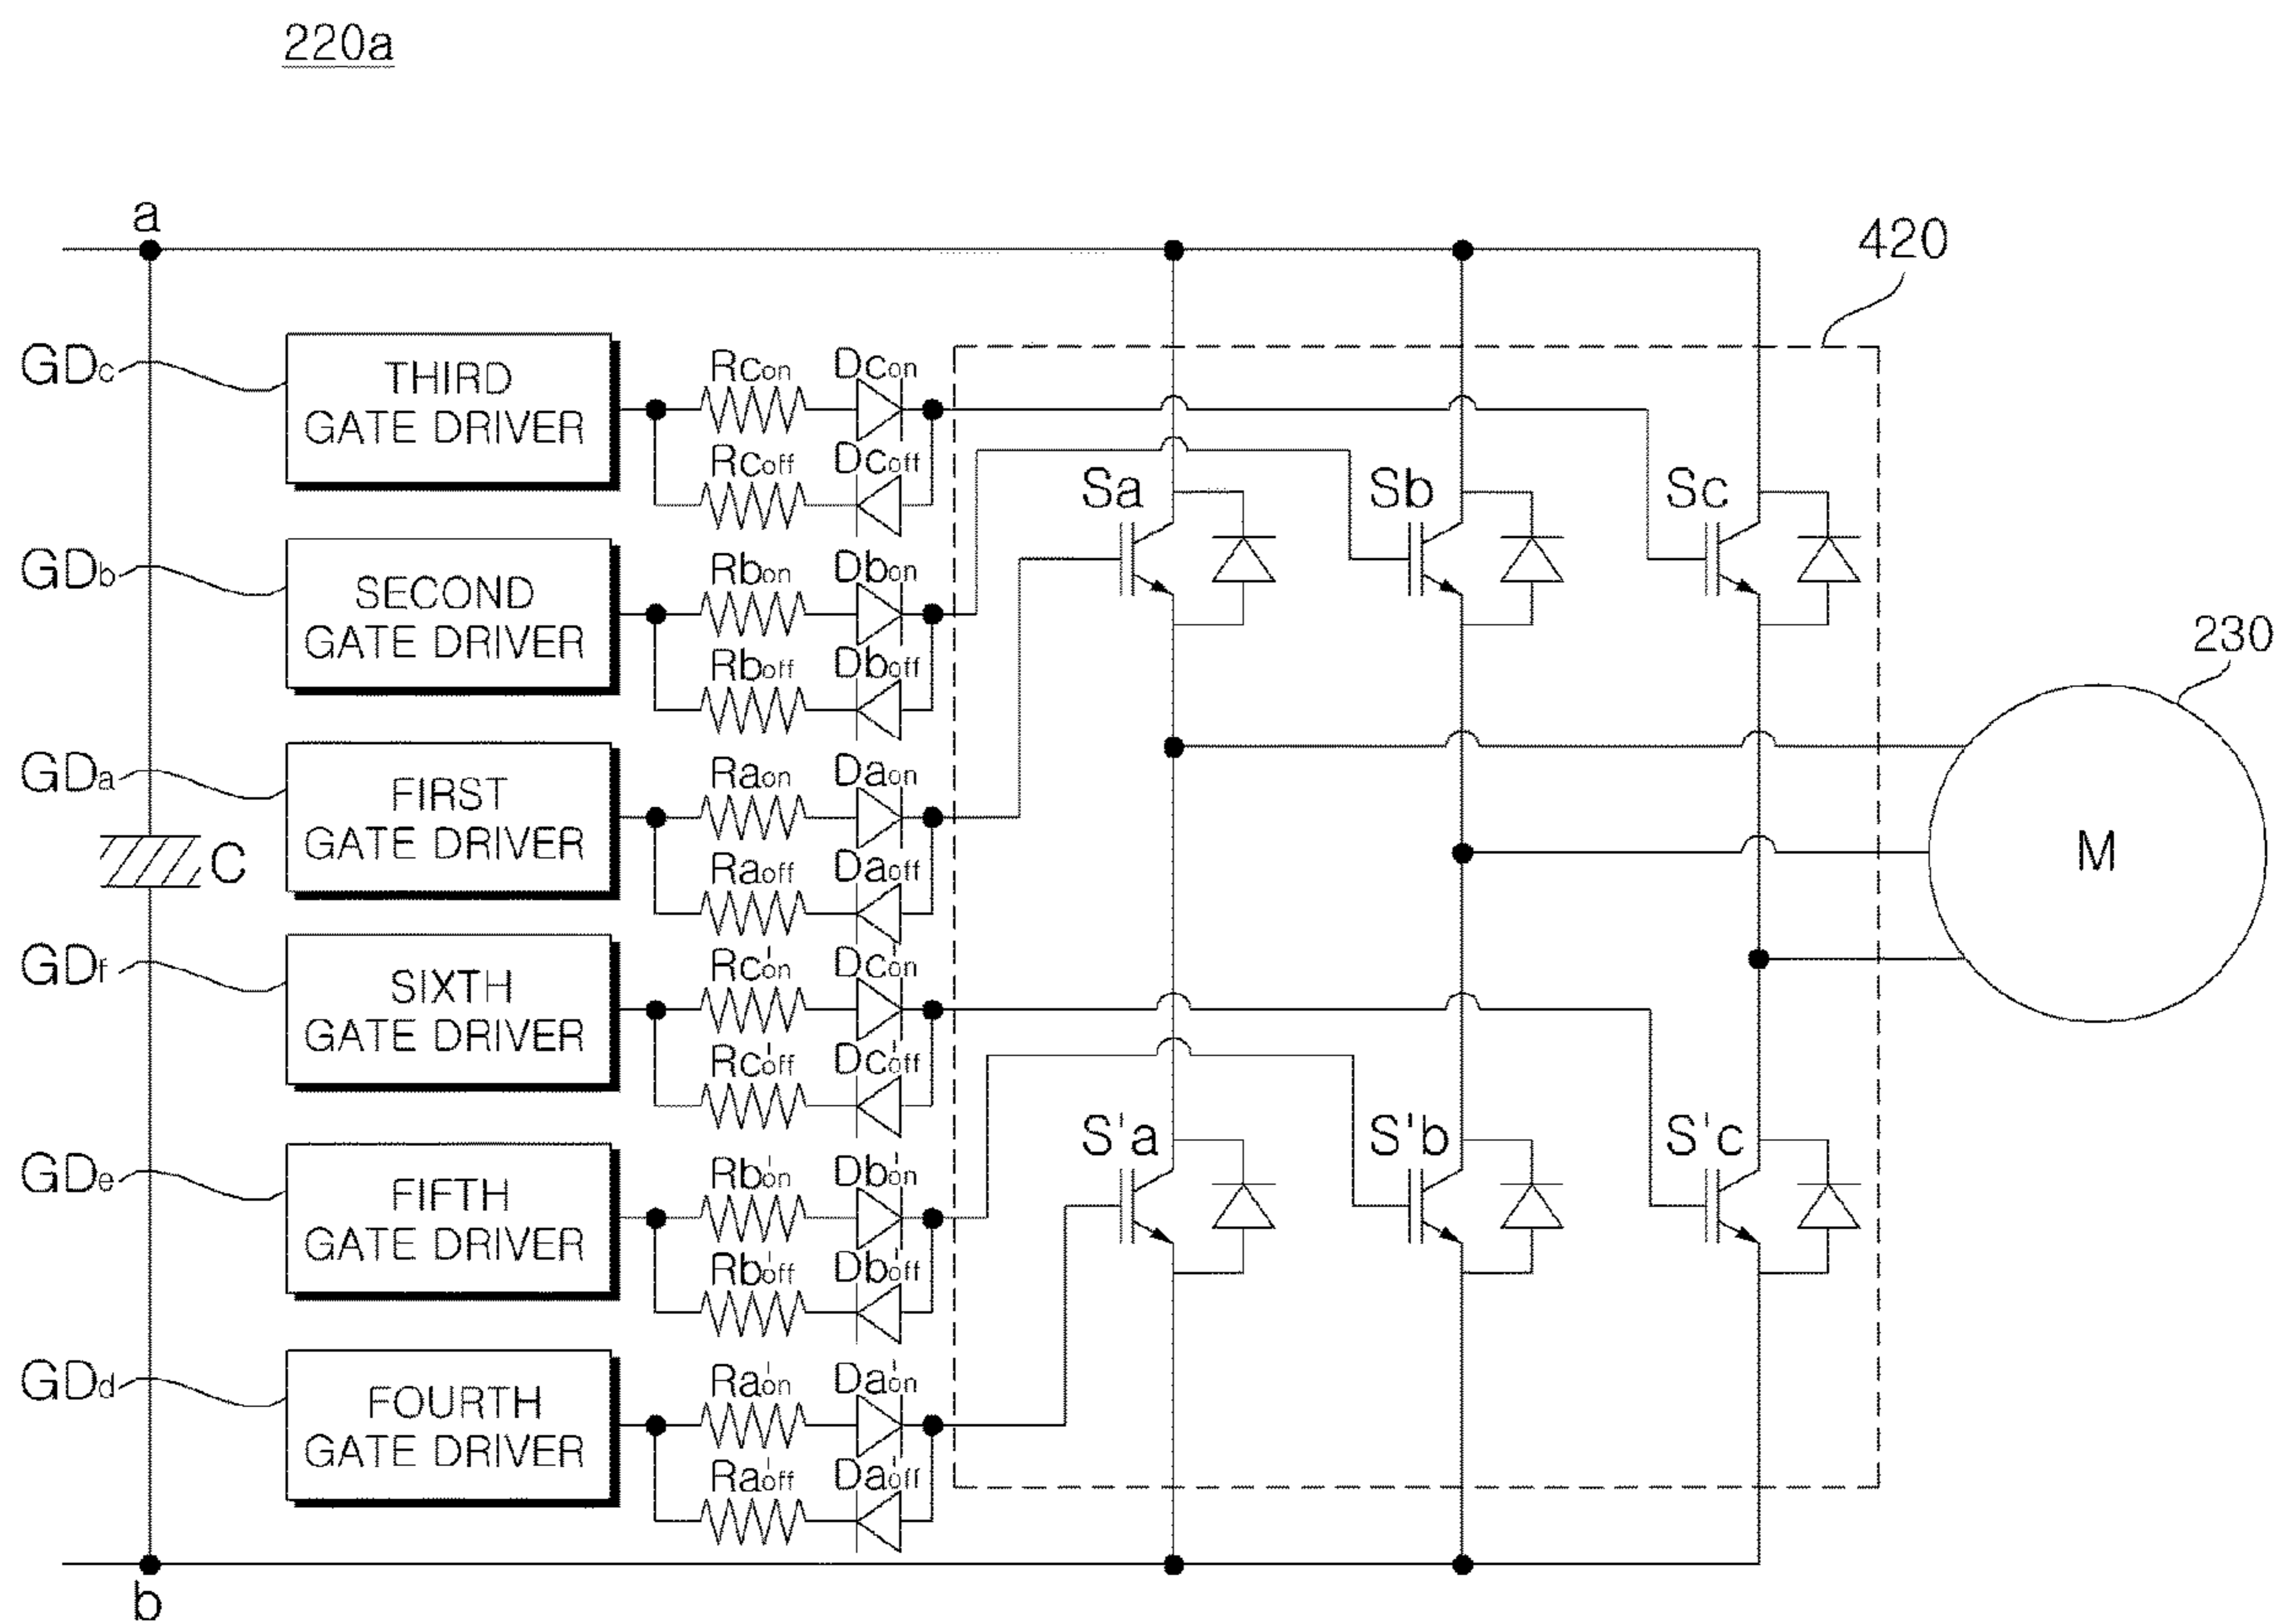 220a
a
420
GDc
THIRD
GATE DRIVER
Rcon
Dcon
Rcoff
Dcoff
Sa
Sb
Sc
GDb
SECOND
GATE DRIVER
Rbon
Dbon
Rboff
Dboff
230
GDa
FIRST
GATE DRIVER
Raon
Daon
Raoff
Daoff
C
M
GDf
SIXTH
GATE DRIVER
Rc'on
Dc'on
Rc'off
Dc'off
S'a
S'b
S'c
GDe
FIFTH
GATE DRIVER
Rb'on
Db'on
Rb'off
Db'off
GDd
FOURTH
GATE DRIVER
Ra'on
Da'on
Ra'off
Da'off
b